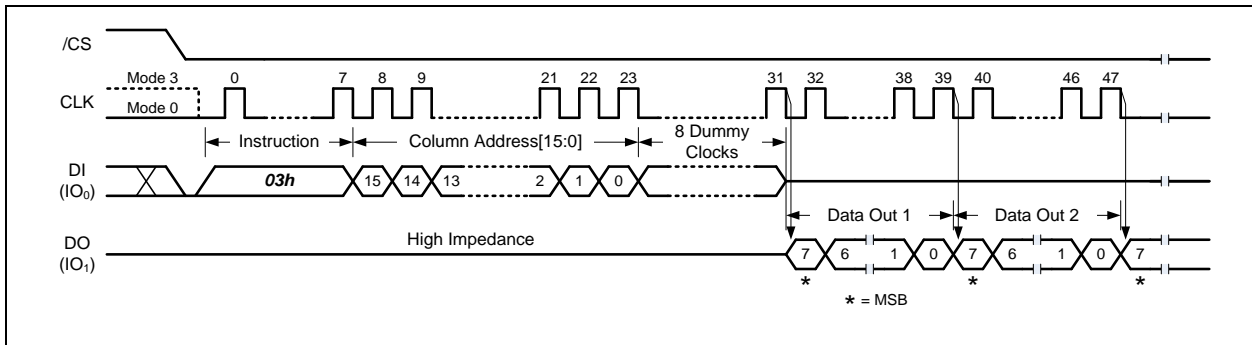 /CS
Mode 3 0 7 8 9 21 22 23 31 32 38 39 40 46 47
CLK
Mode 0
Instruction Column Address[15:0] 8 Dummy
Clocks
DI
(IO₀)
03h 15 14 13 2 1 0
Data Out 1 Data Out 2
High Impedance
DO
(IO₁)
7 6 1 0 7 6 1 0 7
* * *
* = MSB